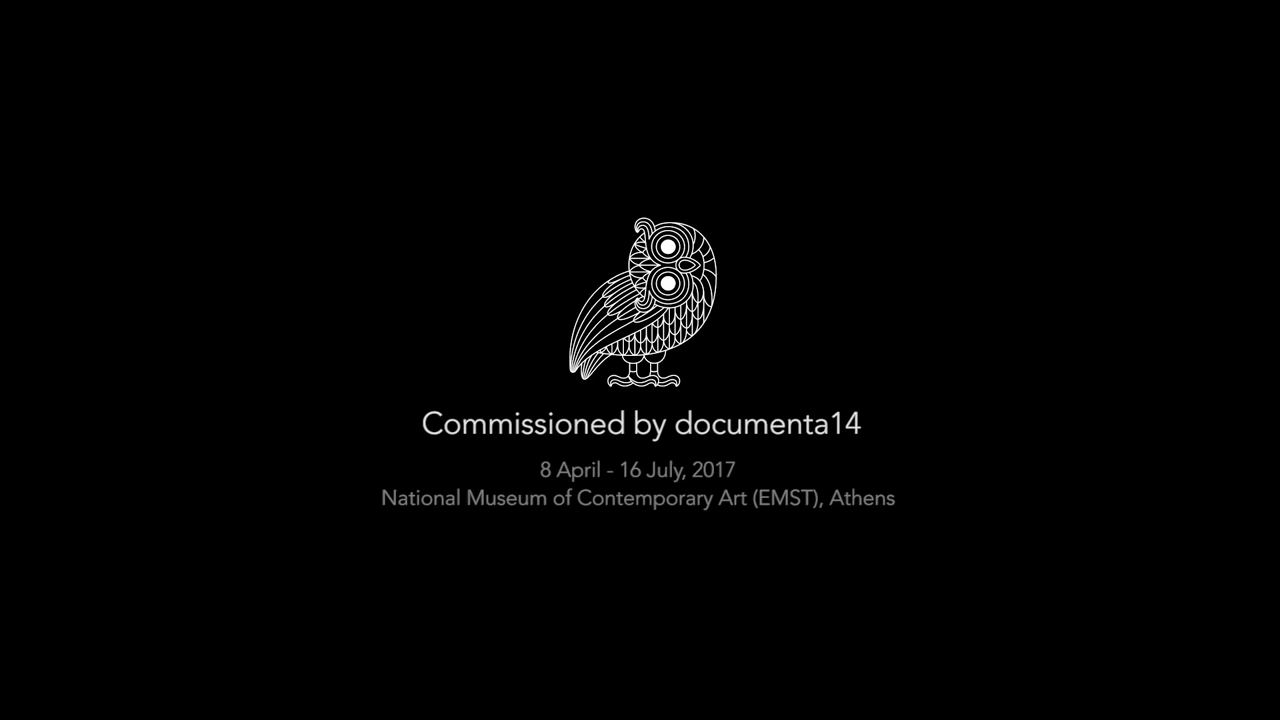 Commissioned by documenta14
8 April - 16 July, 2017
National Museum of Contemporary Art (EMST), Athens